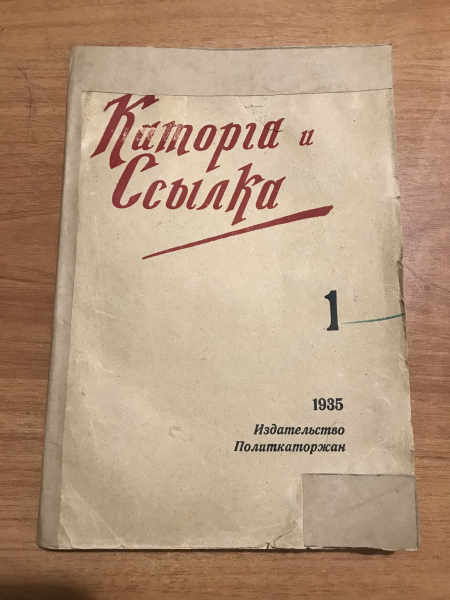 Каторга и
Ссылка
1
1935
Издательство
Политкаторжан